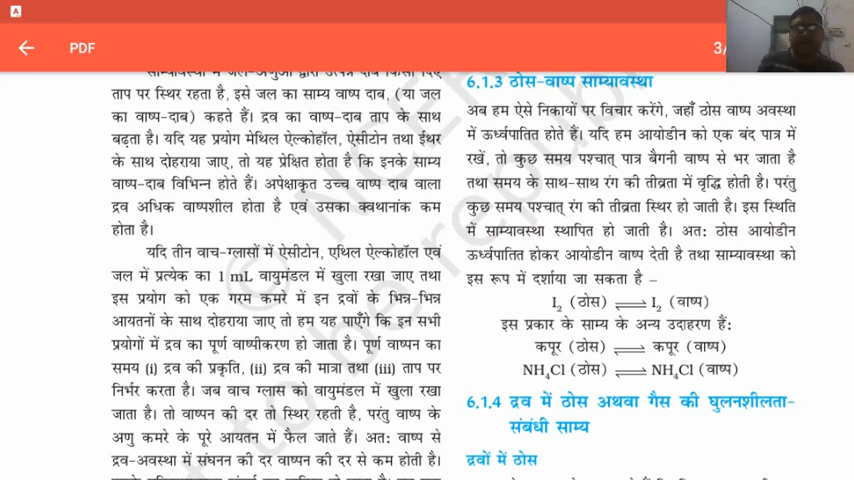 A
PDF
3/
साम्यावस्था में जल-अणुओं द्वारा उत्पन्न दाब किसी दिए
ताप पर स्थिर रहता है, इसे जल का साम्य वाष्प दाब, (या जल
का वाष्प-दाब) कहते हैं। द्रव का वाष्प-दाब ताप के साथ
बढ़ता है। यदि यह प्रयोग मेथिल ऐल्कोहॉल, ऐसीटोन तथा ईथर
के साथ दोहराया जाए, तो यह प्रेक्षित होता है कि इनके साम्य
वाष्प-दाब विभिन्न होते हैं। अपेक्षाकृत उच्च वाष्प दाब वाला
द्रव अधिक वाष्पशील होता है एवं उसका क्वथनांक कम
होता है।
यदि तीन वाच-ग्लासों में ऐसीटोन, एथिल ऐल्कोहॉल एवं
जल में प्रत्येक का 1 mL वायुमंडल में खुला रखा जाए तथा
इस प्रयोग को एक गरम कमरे में इन द्रवों के भिन्न-भिन्न
आयतनों के साथ दोहराया जाए तो हम यह पाएँगे कि इन सभी
प्रयोगों में द्रव का पूर्ण वाष्पीकरण हो जाता है। पूर्ण वाष्पन का
समय (i) द्रव की प्रकृति, (ii) द्रव की मात्रा तथा (iii) ताप पर
निर्भर करता है। जब वाच ग्लास को वायुमंडल में खुला रखा
जाता है। तो वाष्पन की दर तो स्थिर रहती है, परंतु वाष्प के
अणु कमरे के पूरे आयतन में फैल जाते हैं। अत: वाष्प से
द्रव-अवस्था में संघनन की दर वाष्पन की दर से कम होती है।
6.1.3 ठोस-वाष्प साम्यावस्था
अब हम ऐसे निकायों पर विचार करेंगे, जहाँ ठोस वाष्प अवस्था
में ऊर्ध्वपातित होते हैं। यदि हम आयोडीन को एक बंद पात्र में
रखें, तो कुछ समय पश्चात् पात्र बैगनी वाष्प से भर जाता है
तथा समय के साथ-साथ रंग की तीव्रता में वृद्धि होती है। परंतु
कुछ समय पश्चात् रंग की तीव्रता स्थिर हो जाती है। इस स्थिति
में साम्यावस्था स्थापित हो जाती है। अत: ठोस आयोडीन
ऊर्ध्वपातित होकर आयोडीन वाष्प देती है तथा साम्यावस्था को
इस रूप में दर्शाया जा सकता है –
I₂ (ठोस) ⇌ I₂ (वाष्प)
इस प्रकार के साम्य के अन्य उदाहरण हैं:
कपूर (ठोस) ⇌ कपूर (वाष्प)
NH₄Cl (ठोस) ⇌ NH₄Cl (वाष्प)
6.1.4 द्रव में ठोस अथवा गैस की घुलनशीलता-
संबंधी साम्य
द्रवों में ठोस